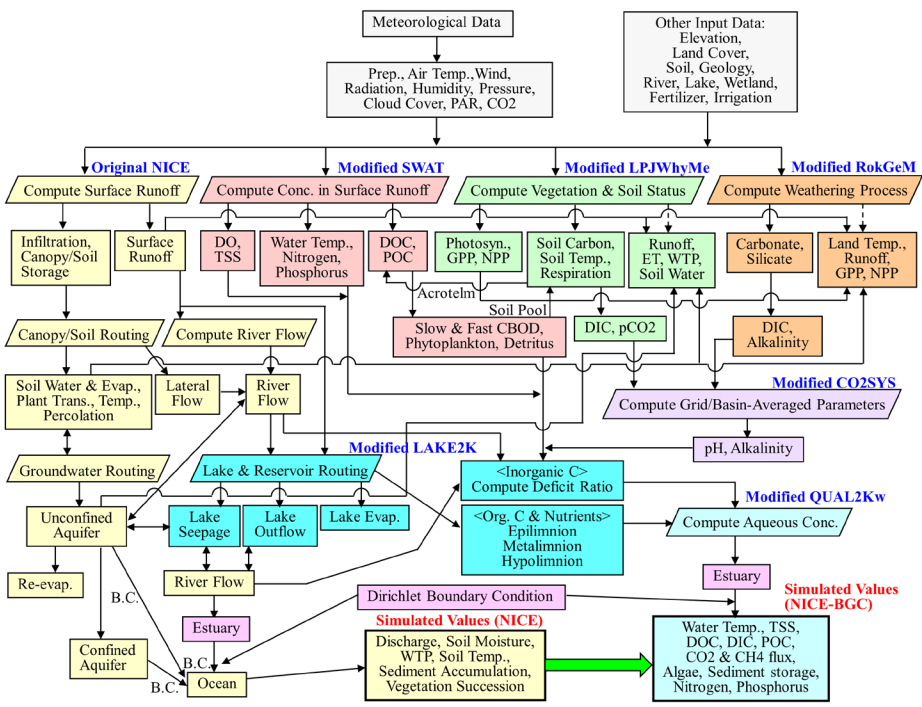 Meteorological Data
Other Input Data:
Elevation,
Land Cover,
Soil, Geology,
River, Lake, Wetland,
Fertilizer, Irrigation
Prep., Air Temp.,Wind,
Radiation, Humidity, Pressure,
Cloud Cover, PAR, CO2
Original NICE
Modified SWAT
Modified LPJWhyMe
Modified RokGeM
Compute Surface Runoff
Compute Conc. in Surface Runoff
Compute Vegetation & Soil Status
Compute Weathering Process
Infiltration,
Canopy/Soil
Storage
Surface
Runoff
DO,
TSS
Water Temp.,
Nitrogen,
Phosphorus
DOC,
POC
Photosyn.,
GPP, NPP
Soil Carbon,
Soil Temp.,
Respiration
Runoff,
ET, WTP,
Soil Water
Carbonate,
Silicate
Land Temp.,
Runoff,
GPP, NPP
Acrotelm
Soil Pool
Canopy/Soil Routing
Compute River Flow
Slow & Fast CBOD,
Phytoplankton, Detritus
DIC, pCO2
DIC,
Alkalinity
Soil Water & Evap.,
Plant Trans., Temp.,
Percolation
Lateral
Flow
River
Flow
Modified CO2SYS
Compute Grid/Basin-Averaged Parameters
Modified LAKE2K
pH, Alkalinity
Groundwater Routing
Lake & Reservoir Routing
<Inorganic C>
Compute Deficit Ratio
Modified QUAL2Kw
Unconfined
Aquifer
Lake
Seepage
Lake
Outflow
Lake Evap.
<Org. C & Nutrients>
Epilimnion
Metalimnion
Hypolimnion
Compute Aqueous Conc.
Re-evap.
River Flow
Estuary
B.C.
Dirichlet Boundary Condition
Simulated Values
(NICE-BGC)
Estuary
Simulated Values (NICE)
Confined
Aquifer
B.C.
B.C.
Ocean
Discharge, Soil Moisture,
WTP, Soil Temp.,
Sediment Accumulation,
Vegetation Succession
Water Temp., TSS,
DOC, DIC, POC,
CO2 & CH4 flux,
Algae, Sediment storage,
Nitrogen, Phosphorus